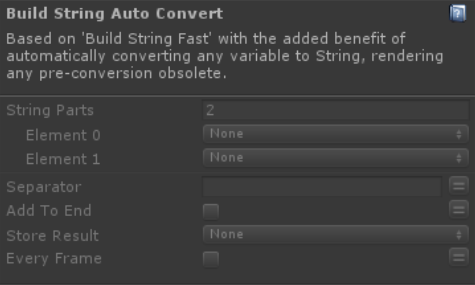 Build String Auto Convert
Based on 'Build String Fast' with the added benefit of
automatically converting any variable to String, rendering
any pre-conversion obsolete.
String Parts 2
Element 0 None
Element 1 None
Separator
Add To End
Store Result None
Every Frame